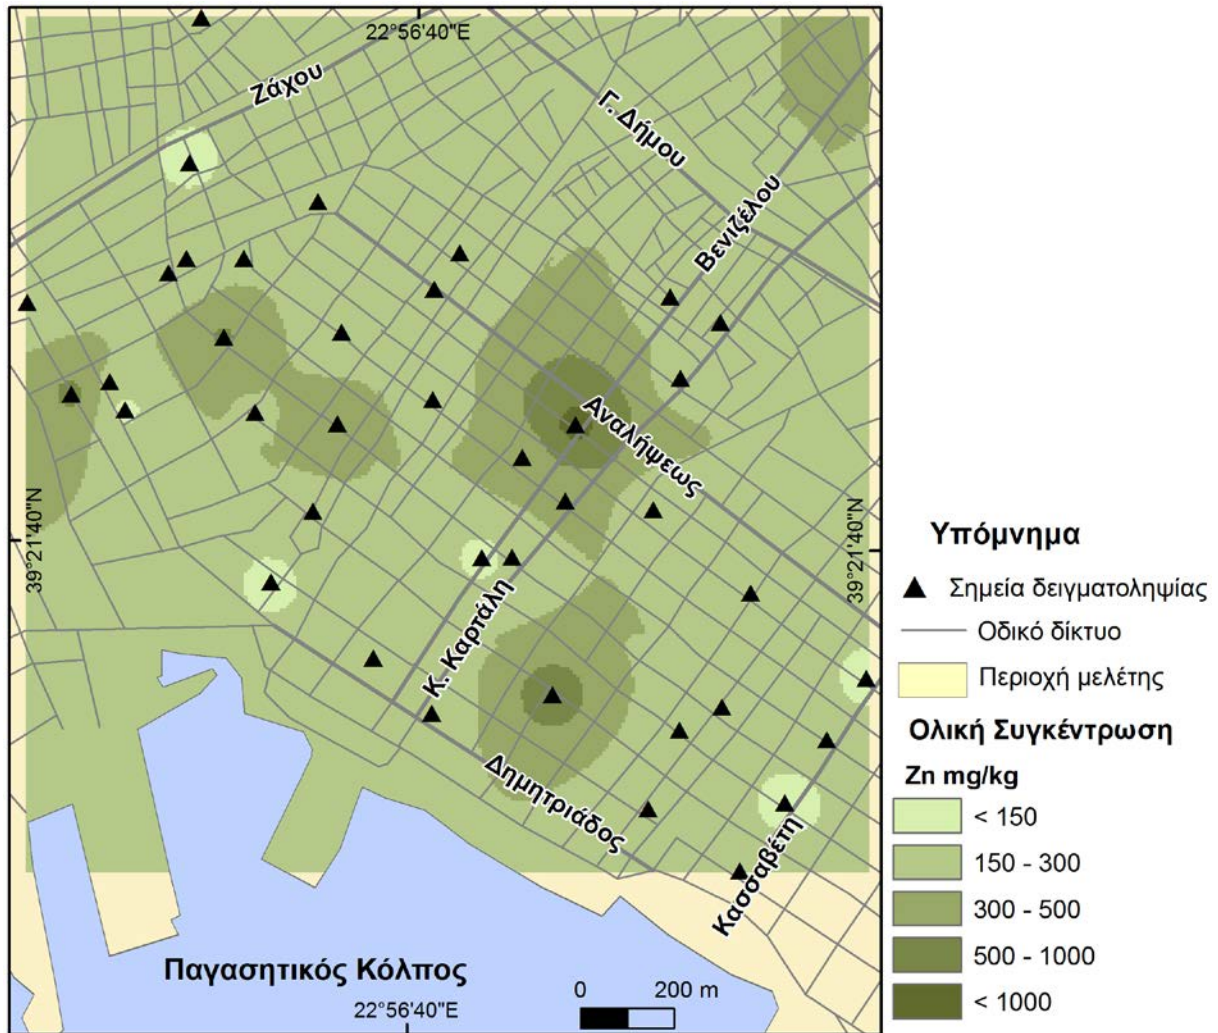 22°56'40"E
Ζάχου
Γ. Δήμου
Βενιζέλου
Αναλήψεως
39°21'40"N
39°21'40"N
Κ. Καρτάλη
Δημητριάδος
Κασσαβέτη
Παγασητικός Κόλπος
22°56'40"E
0 200 m
Υπόμνημα
Σημεία δειγματοληψίας
Οδικό δίκτυο
Περιοχή μελέτης
Ολική Συγκέντρωση
Zn mg/kg
< 150
150 - 300
300 - 500
500 - 1000
< 1000